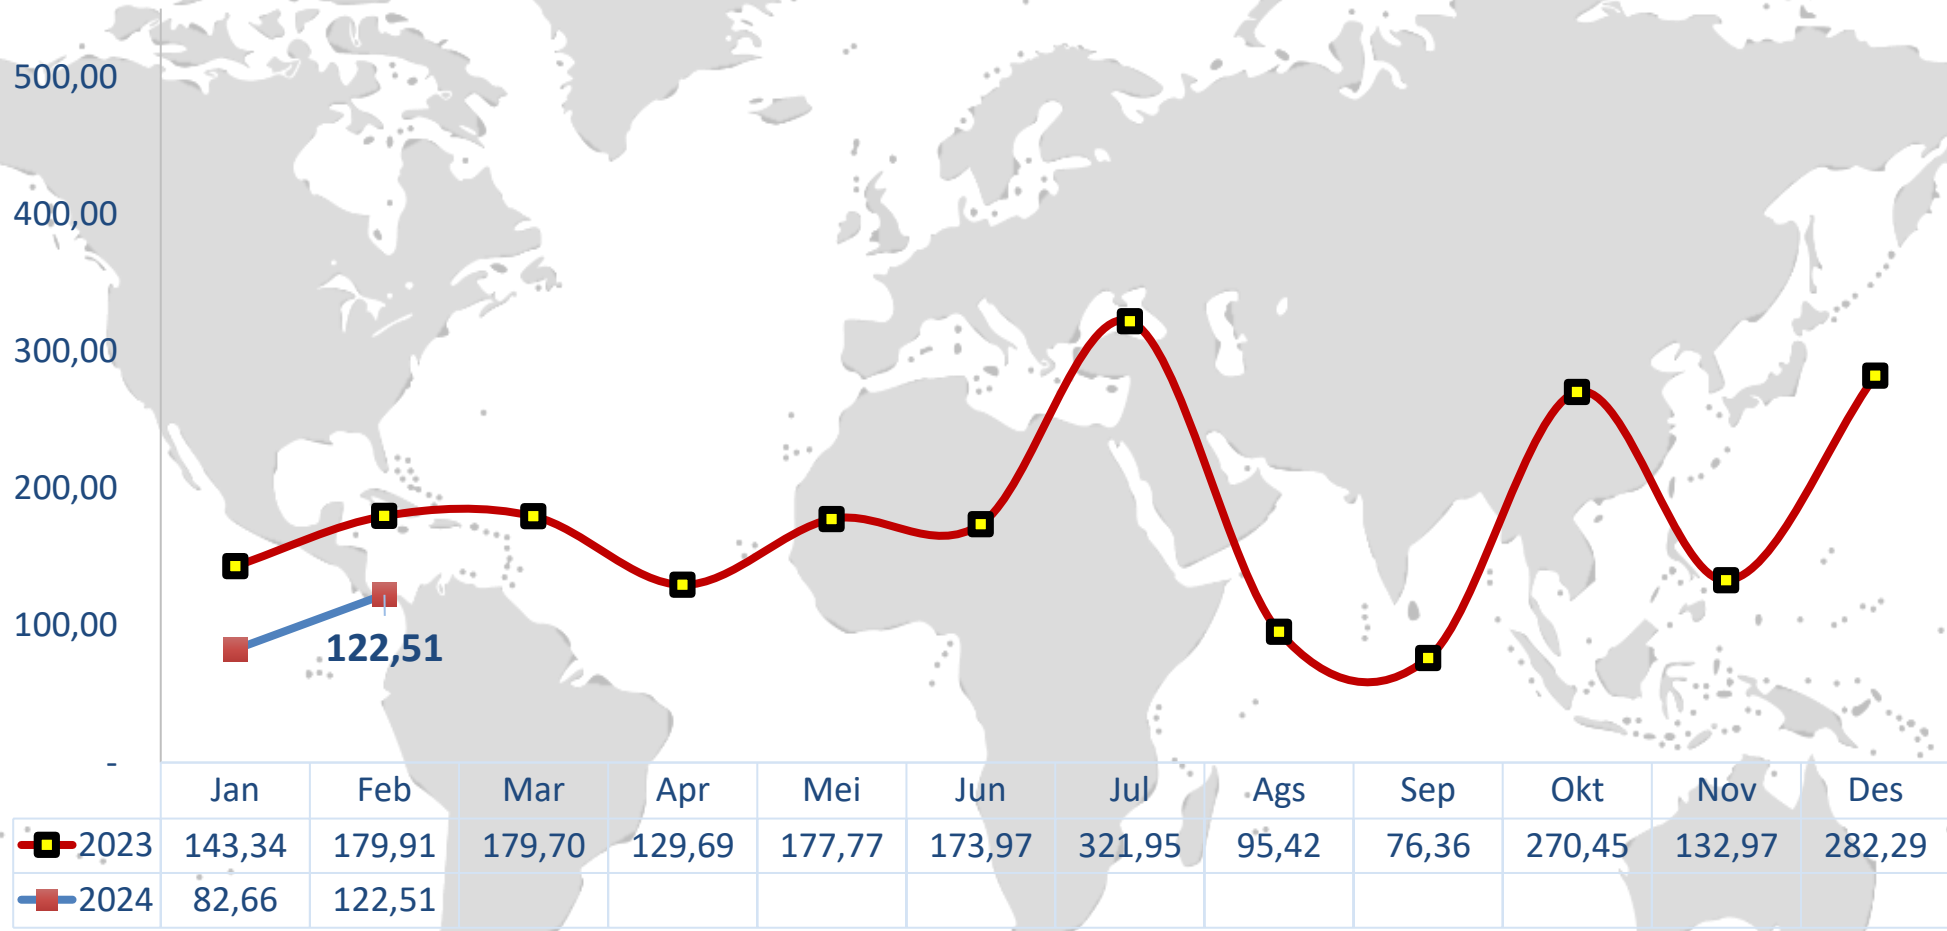 500,00
400,00
300,00
200,00
100,00
-
122,51
Jan Feb Mar Apr Mei Jun Jul Ags Sep Okt Nov Des
2023 143,34 179,91 179,70 129,69 177,77 173,97 321,95 95,42 76,36 270,45 132,97 282,29
2024 82,66 122,51